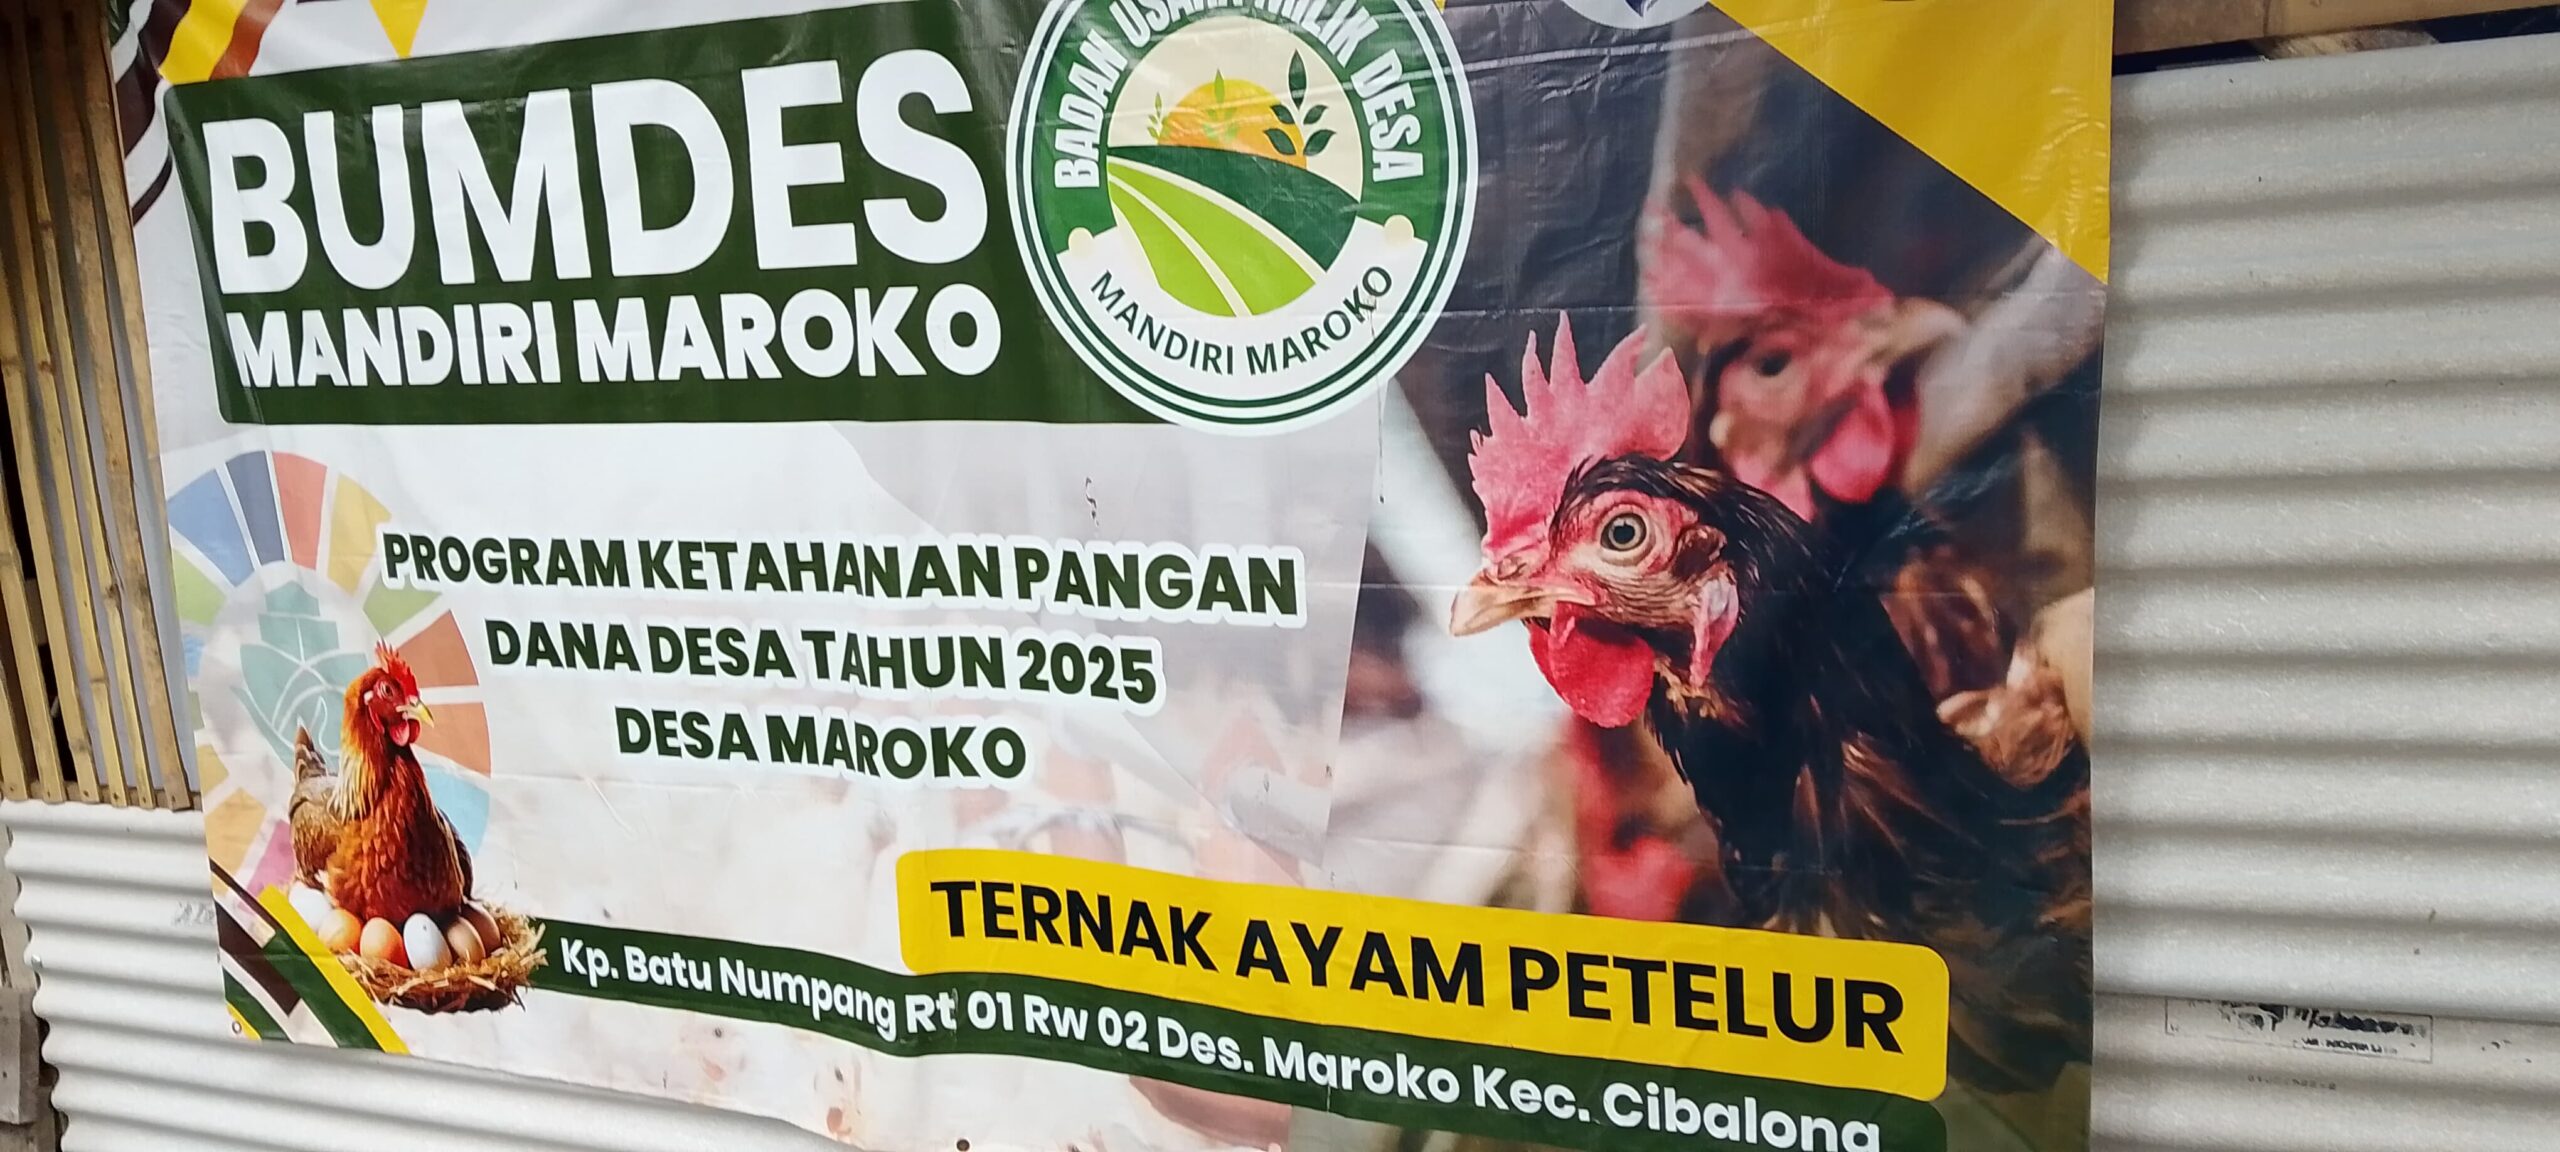 BUMDES
MANDIRI MAROKO
BADAN USAHA MILIK DESA
MANDIRI MAROKO
PROGRAM KETAHANAN PANGAN
DANA DESA TAHUN 2025
DESA MAROKO
TERNAK AYAM PETELUR
Kp. Batu Numpang Rt 01 Rw 02 Des. Maroko Kec. Cibalong